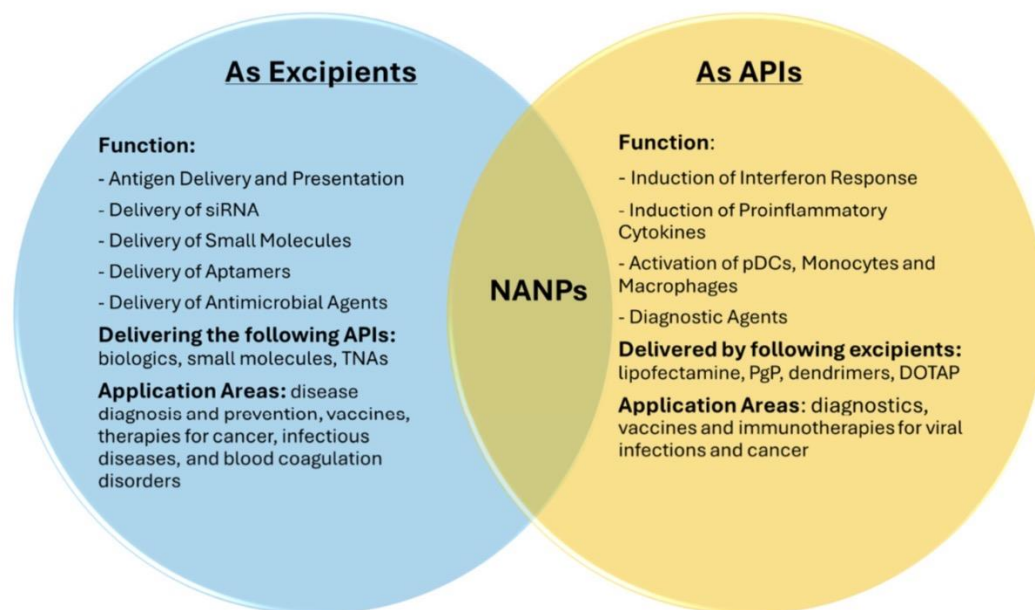 As Excipients
Function:
- Antigen Delivery and Presentation
- Delivery of siRNA
- Delivery of Small Molecules
- Delivery of Aptamers
- Delivery of Antimicrobial Agents
Delivering the following APIs:
biologics, small molecules, TNAs
Application Areas: disease
diagnosis and prevention, vaccines,
therapies for cancer, infectious
diseases, and blood coagulation
disorders
NANPs
As APIs
Function:
- Induction of Interferon Response
- Induction of Proinflammatory
Cytokines
- Activation of pDCs, Monocytes and
Macrophages
- Diagnostic Agents
Delivered by following excipients:
lipofectamine, PgP, dendrimers, DOTAP
Application Areas: diagnostics,
vaccines and immunotherapies for viral
infections and cancer